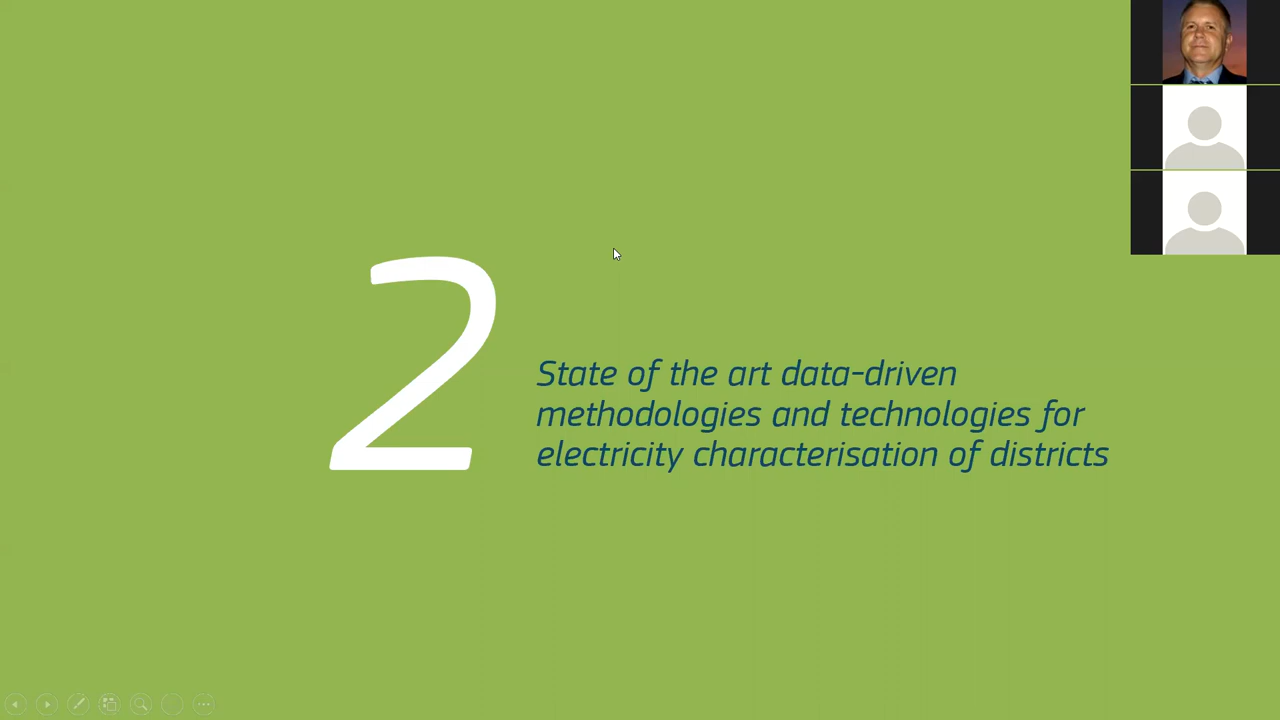 2
State of the art data-driven
methodologies and technologies for
electricity characterisation of districts